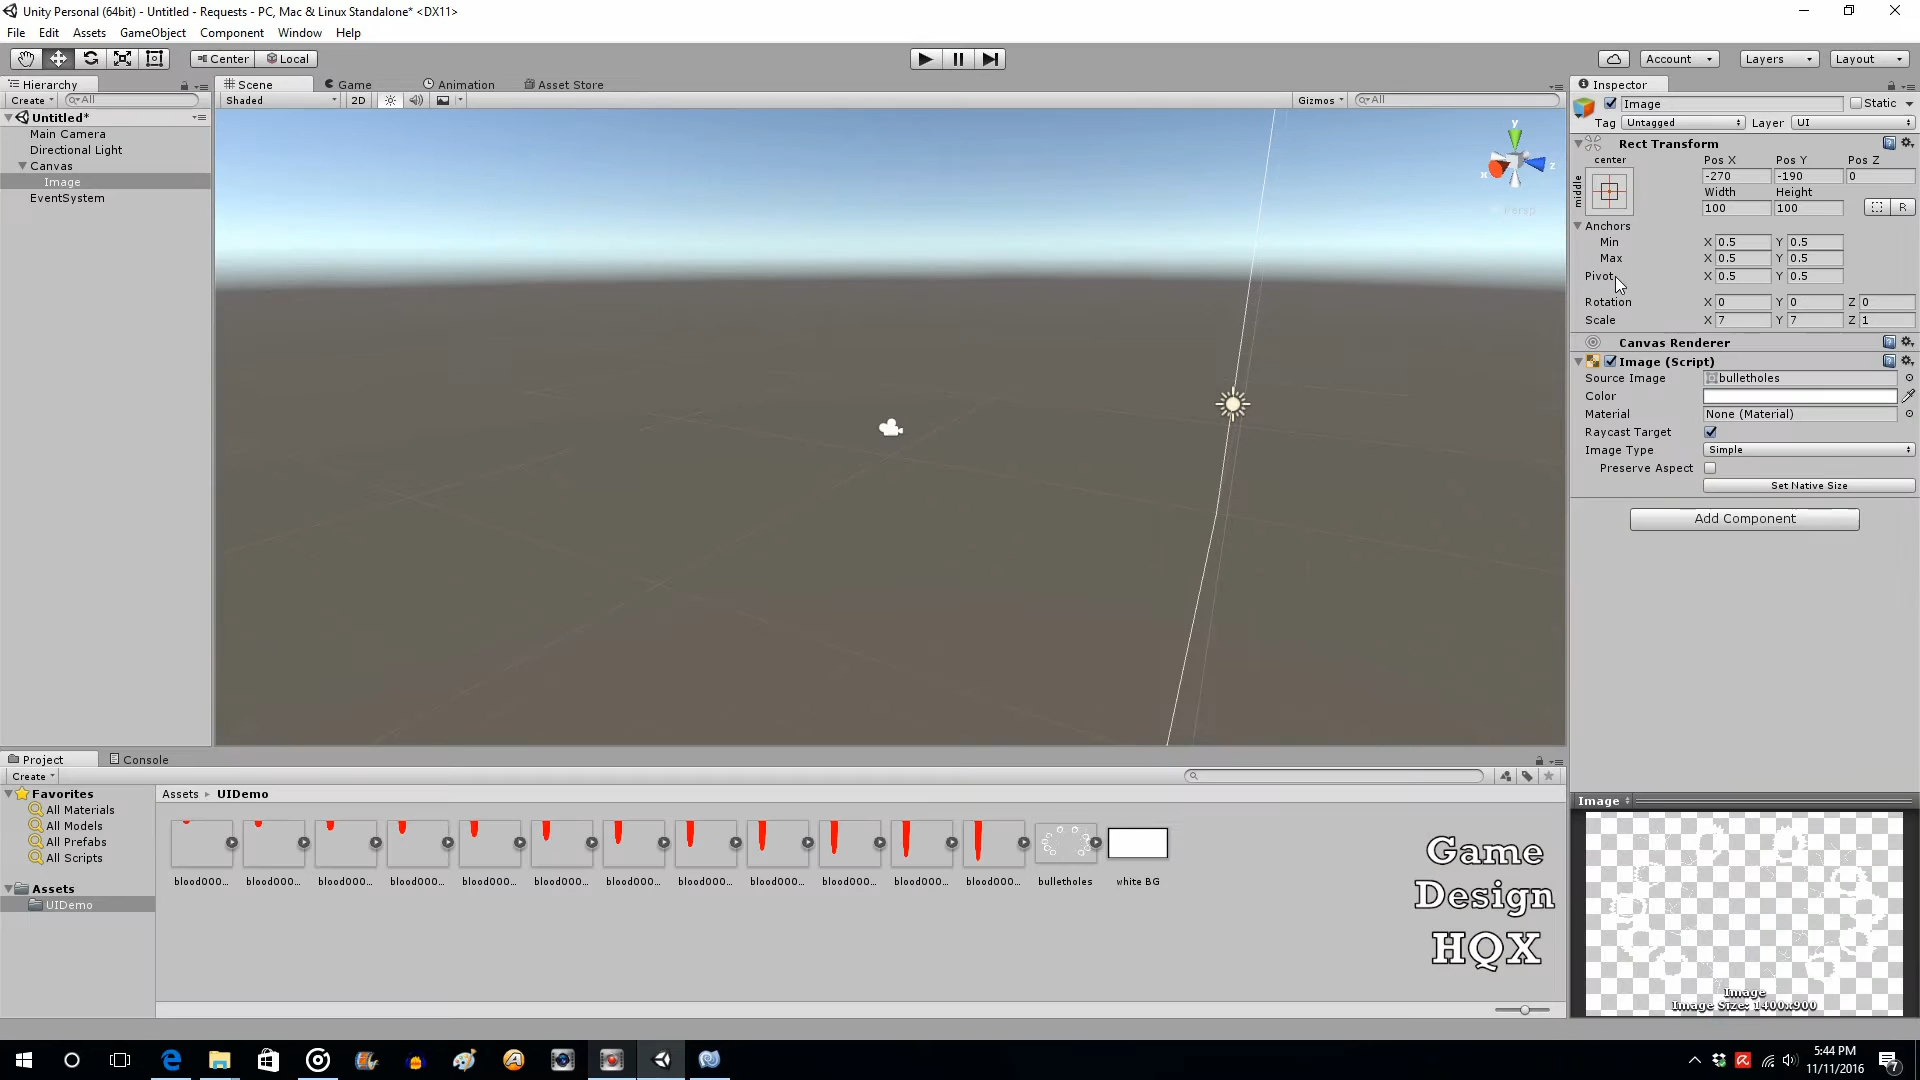 Unity Personal (64bit) - Untitled - Requests - PC, Mac & Linux Standalone* <DX11>
File Edit Assets GameObject Component Window Help
Center Local Account Layers Layout
Hierarchy
Create All
Untitled*
Main Camera
Directional Light
Canvas
Image
EventSystem
Scene Game Animation Asset Store
Shaded 2D Gizmos All
y
x
z
Persp
Inspector
Image Static
Tag Untagged Layer UI
Rect Transform
center
middle
Pos X Pos Y Pos Z
-270 -190 0
Width Height
100 100 R
Anchors
Min X 0.5 Y 0.5
Max X 0.5 Y 0.5
Pivot X 0.5 Y 0.5
Rotation X 0 Y 0 Z 0
Scale X 7 Y 7 Z 1
Canvas Renderer
Image (Script)
Source Image bulletholes
Color
Material None (Material)
Raycast Target
Image Type Simple
Preserve Aspect
Set Native Size
Add Component
Project Console
Create
Favorites
All Materials
All Models
All Prefabs
All Scripts
Assets
UIDemo
Assets UIDemo
blood000... blood000... blood000... blood000... blood000... blood000... blood000... blood000... blood000... blood000... blood000... blood000... bulletholes white BG
Game
Design
HQX
Image
Image
Image Size: 1400x900
5:44 PM
11/11/2016
7